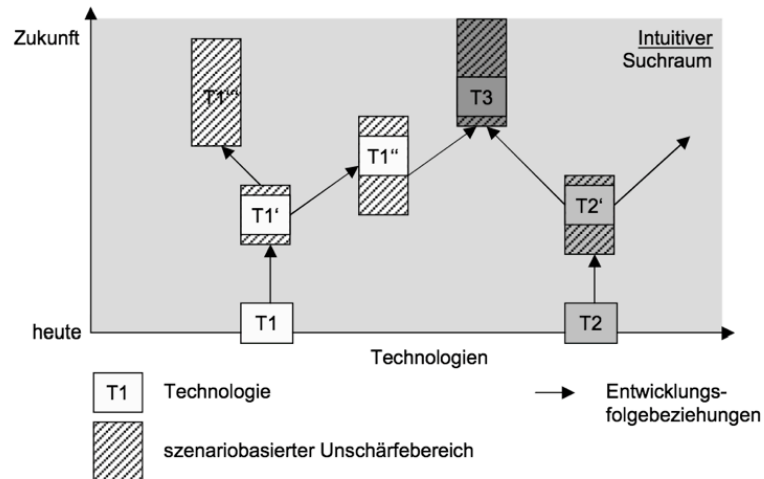 Zukunft
Intuitiver
Suchraum
T1'''
T3
T1“
T1‘
T2‘
T1
T2
heute
Technologien
T1
Technologie
Entwicklungs-
folgebeziehungen
szenariobasierter Unschärfebereich